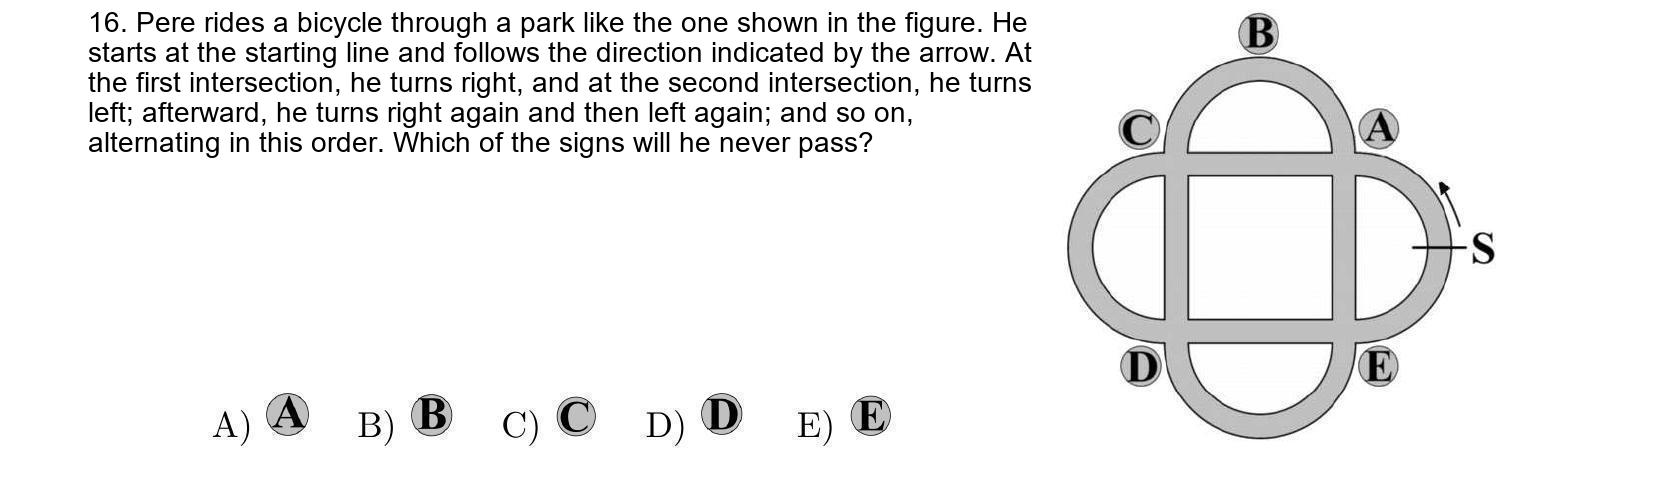 16. Pere rides a bicycle through a park like the one shown in the figure. He
starts at the starting line and follows the direction indicated by the arrow. At
the first intersection, he turns right, and at the second intersection, he turns
left; afterward, he turns right again and then left again; and so on,
alternating in this order. Which of the signs will he never pass?
B
C
A
S
D
E
A) A B) B C) C D) D E) E